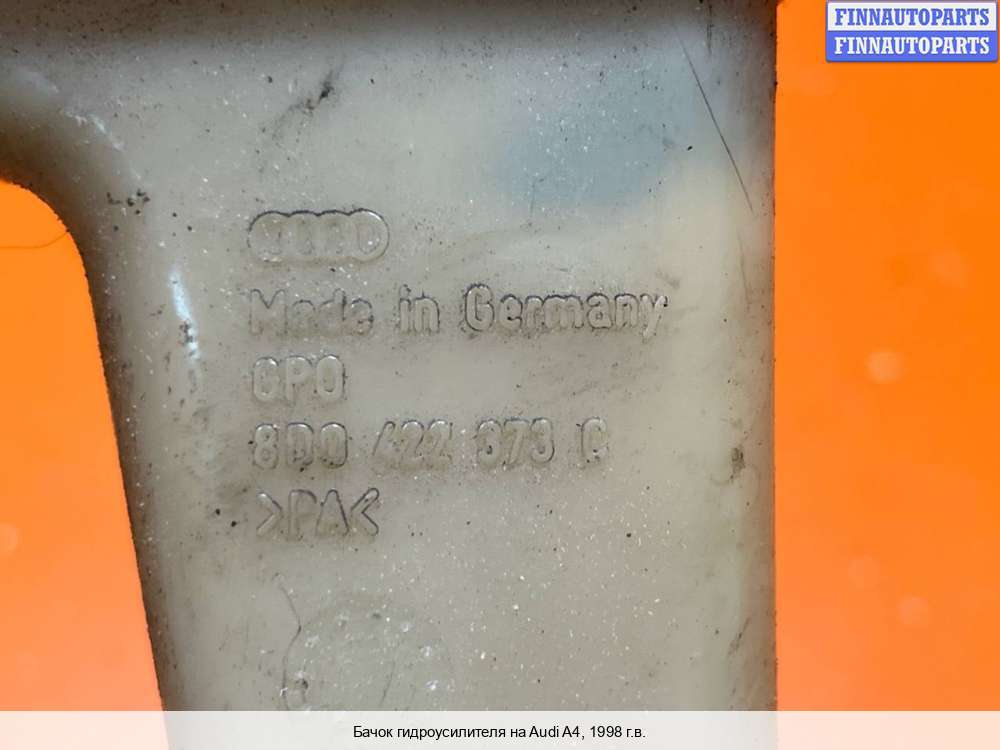 FINNAUTOPARTS
FINNAUTOPARTS
Made in Germany
GPO
8D0 422 373 C
>PA<
Бачок гидроусилителя на Audi A4, 1998 г.в.